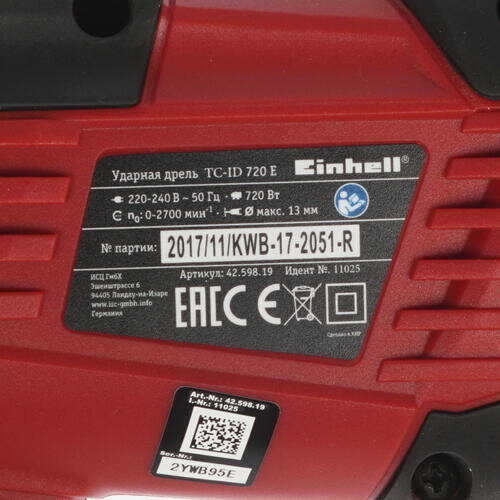 Ударная дрель TC-ID 720 E
Einhell®
220-240 В ~ 50 Гц 720 Вт
n₀: 0-2700 мин⁻¹ Ø макс. 13 мм
№ партии: 2017/11/KWB-17-2051-R
ИСЦ ГмбХ
Эшенштрассе 6
94405 Ландау-на-Изаре
www.isc-gmbh.info
Германия
Артикул: 42.598.19 Идент №. 11025
EAC CE
Сделано в КНР
Art.-Nr.: 42.598.19
I.-Nr.: 11025
Ser.-Nr.:
2YWB95E